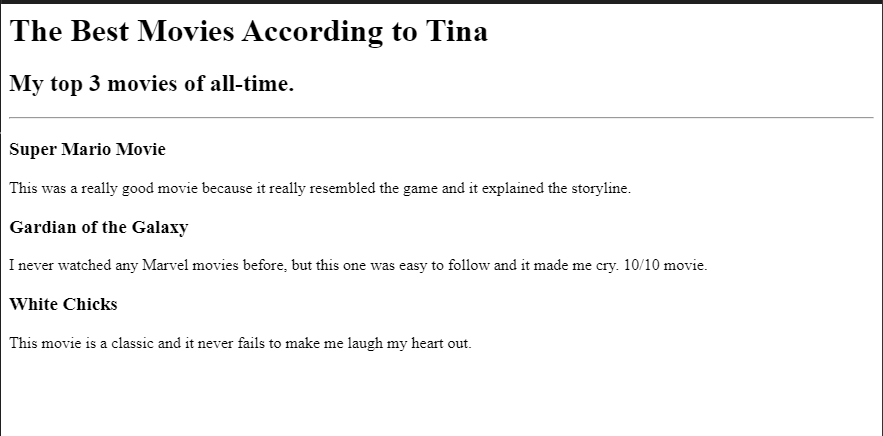 The Best Movies According to Tina
My top 3 movies of all-time.
Super Mario Movie
This was a really good movie because it really resembled the game and it explained the storyline.
Gardian of the Galaxy
I never watched any Marvel movies before, but this one was easy to follow and it made me cry. 10/10 movie.
White Chicks
This movie is a classic and it never fails to make me laugh my heart out.